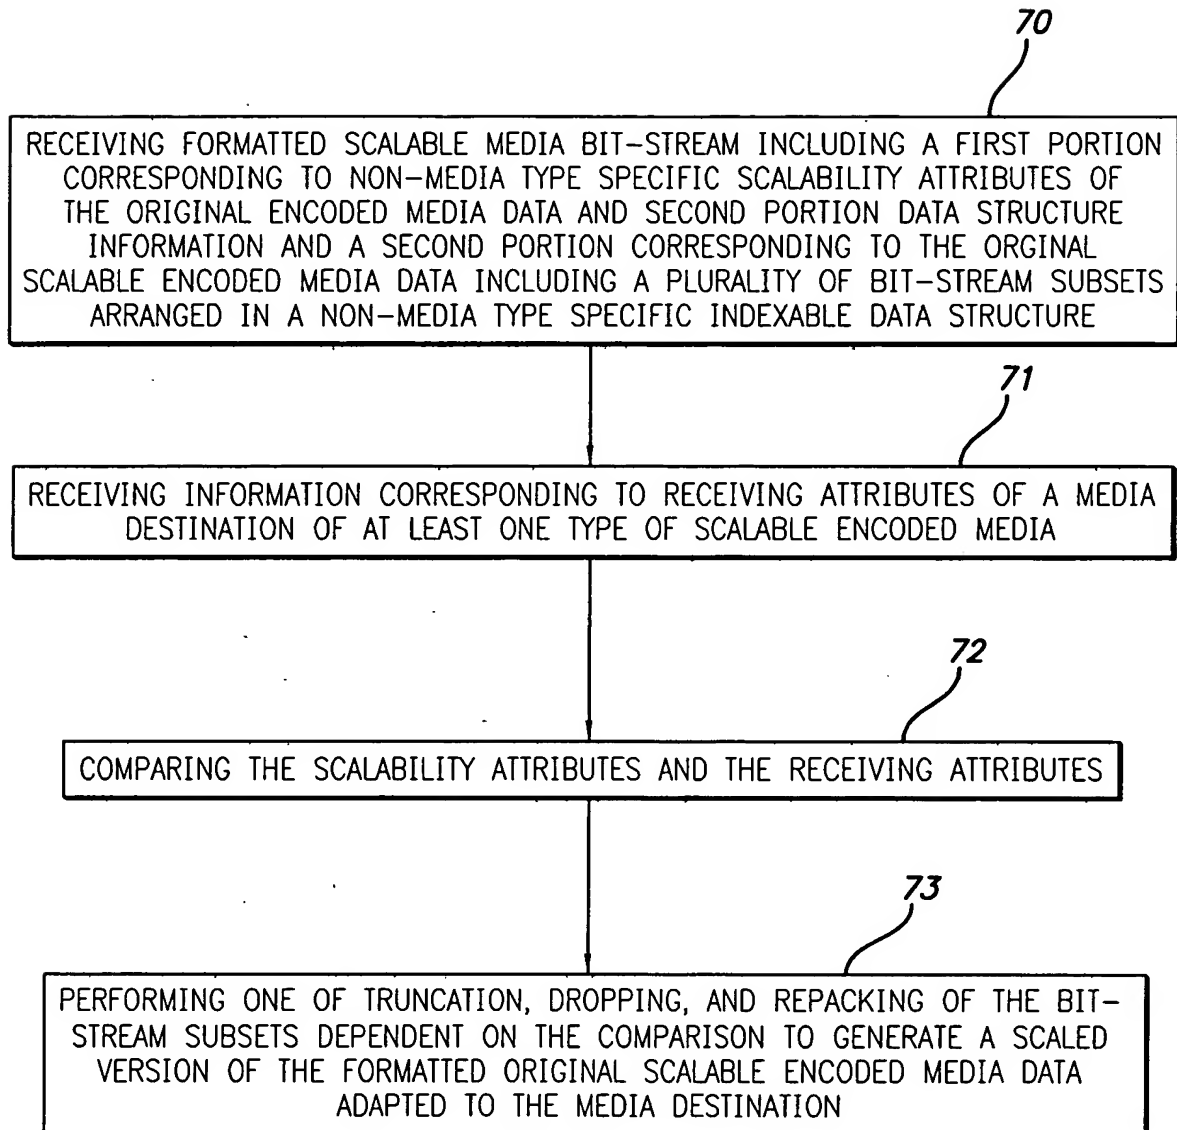 70
RECEIVING FORMATTED SCALABLE MEDIA BIT-STREAM INCLUDING A FIRST PORTION
CORRESPONDING TO NON-MEDIA TYPE SPECIFIC SCALABILITY ATTRIBUTES OF
THE ORIGINAL ENCODED MEDIA DATA AND SECOND PORTION DATA STRUCTURE
INFORMATION AND A SECOND PORTION CORRESPONDING TO THE ORGINAL
SCALABLE ENCODED MEDIA DATA INCLUDING A PLURALITY OF BIT-STREAM SUBSETS
ARRANGED IN A NON-MEDIA TYPE SPECIFIC INDEXABLE DATA STRUCTURE
71
RECEIVING INFORMATION CORRESPONDING TO RECEIVING ATTRIBUTES OF A MEDIA
DESTINATION OF AT LEAST ONE TYPE OF SCALABLE ENCODED MEDIA
72
COMPARING THE SCALABILITY ATTRIBUTES AND THE RECEIVING ATTRIBUTES
73
PERFORMING ONE OF TRUNCATION, DROPPING, AND REPACKING OF THE BIT-
STREAM SUBSETS DEPENDENT ON THE COMPARISON TO GENERATE A SCALED
VERSION OF THE FORMATTED ORIGINAL SCALABLE ENCODED MEDIA DATA
ADAPTED TO THE MEDIA DESTINATION